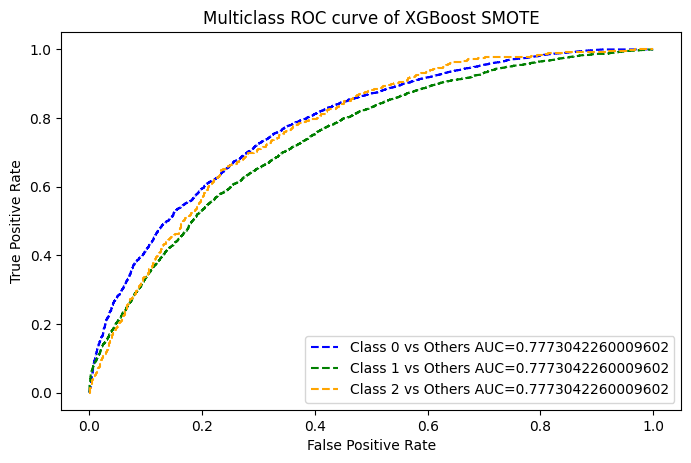 Multiclass ROC curve of XGBoost SMOTE
True Positive Rate
1.0
0.8
0.6
0.4
0.2
0.0
Class 0 vs Others AUC=0.7773042260009602
Class 1 vs Others AUC=0.7773042260009602
Class 2 vs Others AUC=0.7773042260009602
0.0 0.2 0.4 0.6 0.8 1.0
False Positive Rate